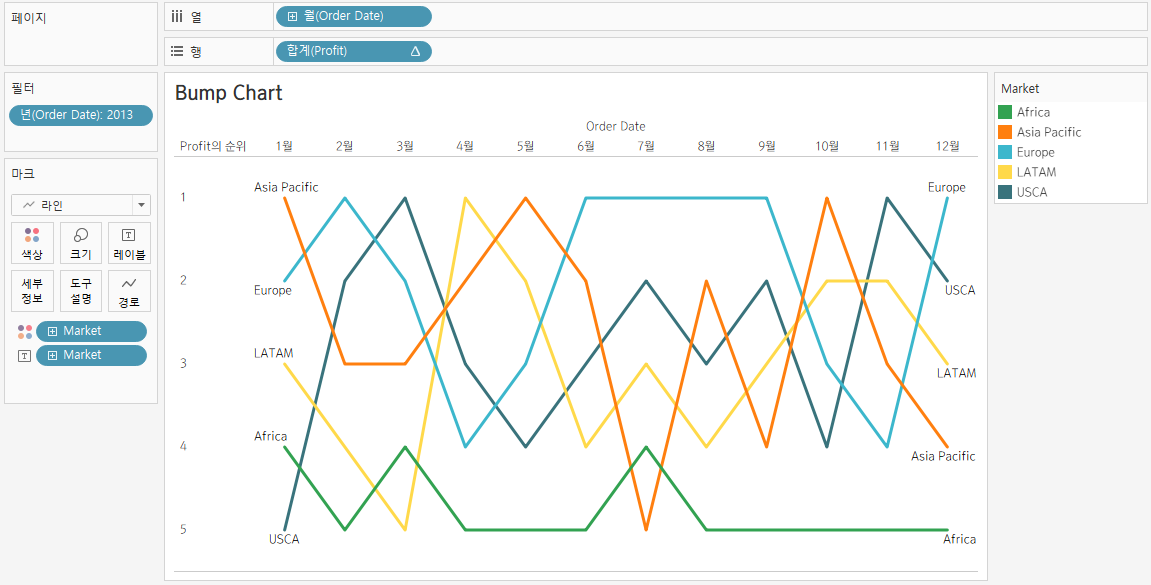 페이지
열
월(Order Date)
행
합계(Profit)
필터
년(Order Date): 2013
마크
라인
색상
크기
레이블
세부
정보
도구
설명
경로
Market
Market
Bump Chart
Order Date
Profit의 순위
1월
2월
3월
4월
5월
6월
7월
8월
9월
10월
11월
12월
1
2
3
4
5
Asia Pacific
Europe
LATAM
Africa
USCA
Europe
USCA
LATAM
Asia Pacific
Africa
Market
Africa
Asia Pacific
Europe
LATAM
USCA